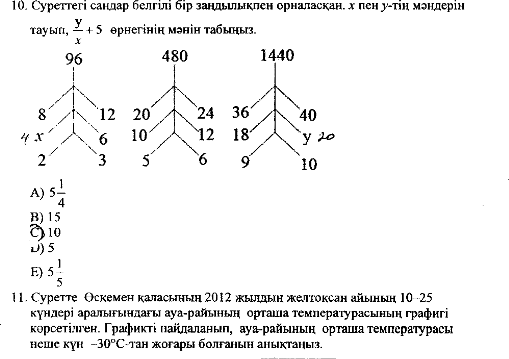 10. Суреттегі сандар белгілі бір заңдылықпен орналасқан. х пен у-тің мәндерін
тауып, y/x + 5 өрнегінің мәнін табыңыз.
96 480 1440
8 12 20 24 36 40
4 x 6 10 12 18 y 20
2 3 5 6 9 10
A) 5 1/4
B) 15
C) 10
D) 5
E) 5 1/5
11. Суретте Өскемен қаласының 2012 жылдын желтоқсан айының 10-25
күндері аралығындағы ауа-райының орташа температурасының графигі
көрсетілген. Графикті пайдаланып, ауа-райының орташа температурасы
неше күн –30°С-тан жоғары болғанын анықтаңыз.